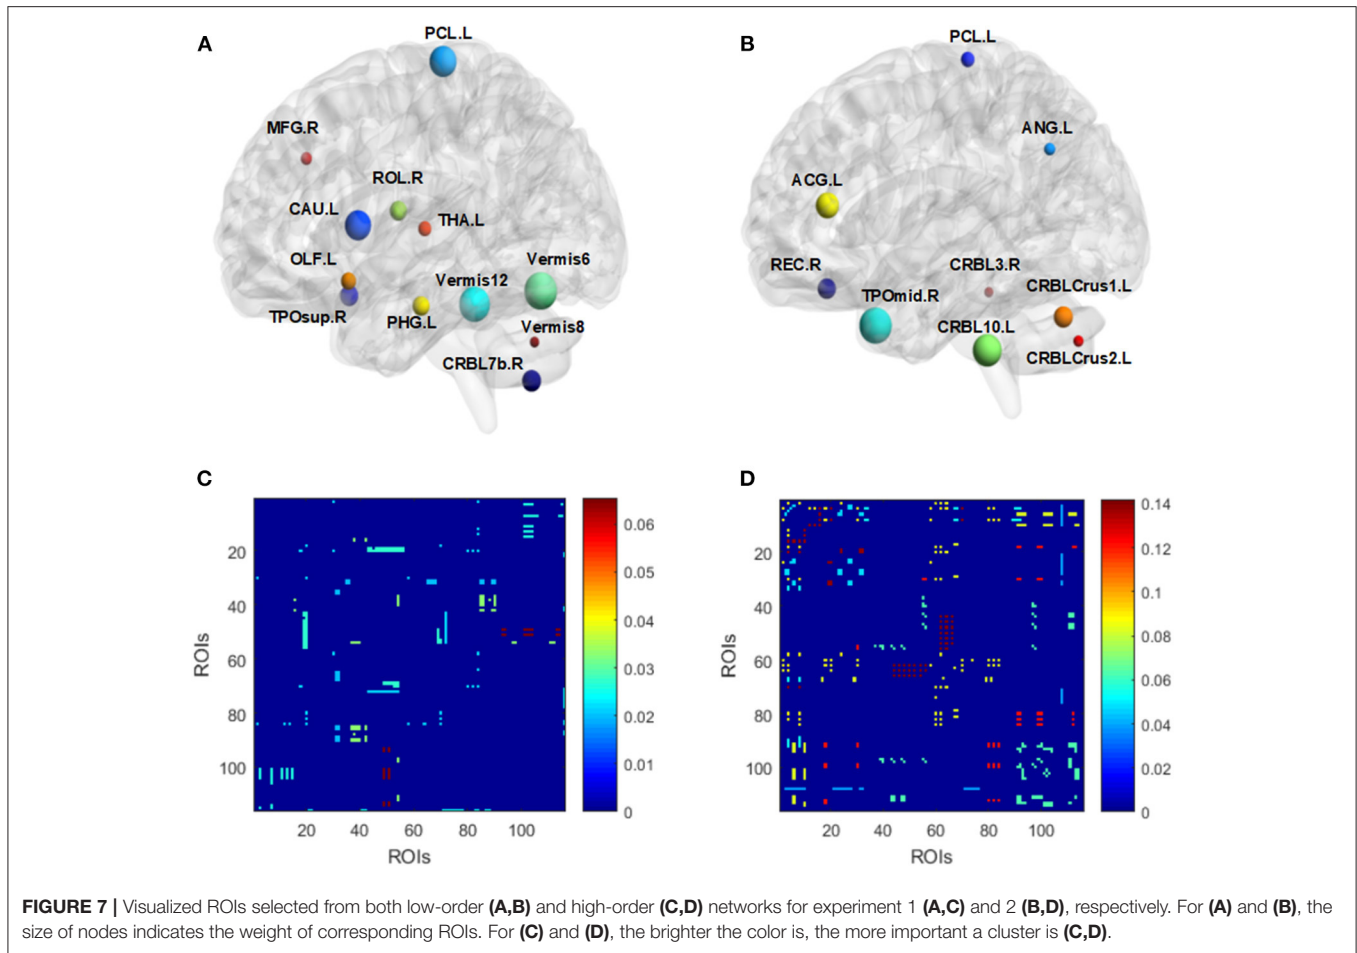 A
PCL.L
MFG.R
ROL.R
CAU.L
THA.L
OLF.L
Vermis6
Vermis12
TPOsup.R
PHG.L
Vermis8
CRBL7b.R
B
PCL.L
ANG.L
ACG.L
REC.R
CRBL3.R
TPOmid.R
CRBLCrus1.L
CRBL10.L
CRBLCrus2.L
C
ROIs
20
40
60
80
100
20 40 60 80 100
ROIs
0.06
0.05
0.04
0.03
0.02
0.01
0
D
ROIs
20
40
60
80
100
20 40 60 80 100
ROIs
0.14
0.12
0.1
0.08
0.06
0.04
0.02
0
FIGURE 7 | Visualized ROIs selected from both low-order (A,B) and high-order (C,D) networks for experiment 1 (A,C) and 2 (B,D), respectively. For (A) and (B), the
size of nodes indicates the weight of corresponding ROIs. For (C) and (D), the brighter the color is, the more important a cluster is (C,D).